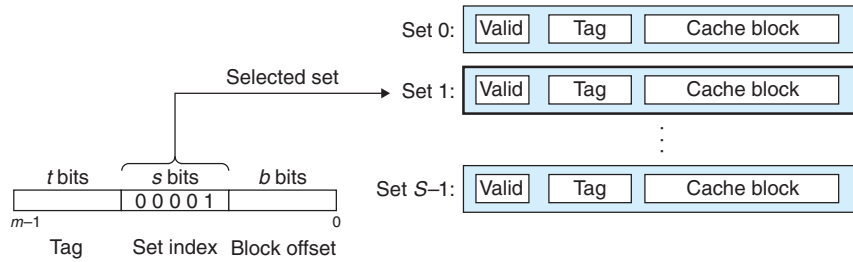 Set 0: Valid Tag Cache block
Selected set
Set 1: Valid Tag Cache block
. . .
t bits s bits b bits
Set S–1: Valid Tag Cache block
0 0 0 0 1
m–1 0
Tag Set index Block offset